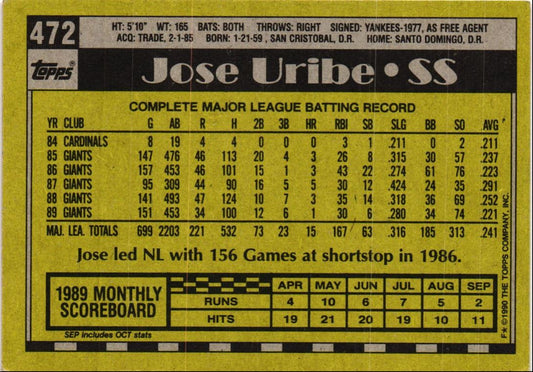 472
HT: 5'10" WT: 165 BATS: BOTH THROWS: RIGHT SIGNED: YANKEES-1977, AS FREE AGENT
ACQ: TRADE, 2-1-85 BORN: 1-21-59, SAN CRISTOBAL, D.R. HOME: SANTO DOMINGO, D.R.
Topps
Jose Uribe • SS
COMPLETE MAJOR LEAGUE BATTING RECORD
YR CLUB G AB R H 2B 3B HR RBI SB SLG BB SO AVG
84 CARDINALS 8 19 4 4 0 0 0 3 1 .211 0 2 .211
85 GIANTS 147 476 46 113 20 4 3 26 8 .315 30 57 .237
86 GIANTS 157 453 46 101 15 1 3 43 22 .274 61 76 .223
87 GIANTS 95 309 44 90 16 5 5 30 12 .424 24 35 .291
88 GIANTS 141 493 47 124 10 7 3 35 14 .318 36 69 .252
89 GIANTS 151 453 34 100 12 6 1 30 6 .280 34 74 .221
MAJ. LEA. TOTALS 699 2203 221 532 73 23 15 167 63 .316 185 313 .241
Jose led NL with 156 Games at shortstop in 1986.
1989 MONTHLY SCOREBOARD
APR MAY JUN JUL AUG SEP
RUNS 4 10 6 7 5 2
HITS 19 21 20 19 10 11
SEP includes OCT stats
F✶ © 1990 THE TOPPS COMPANY, INC.